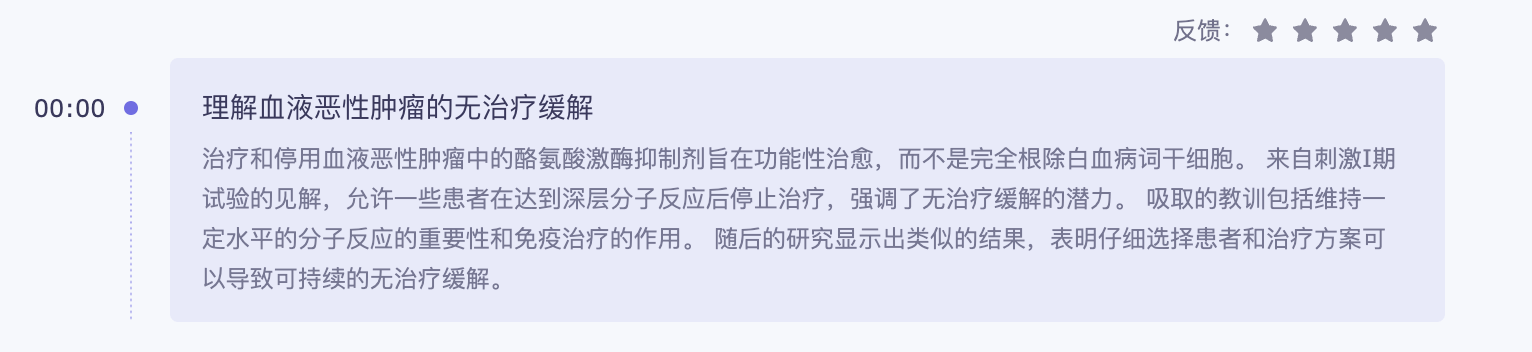 反馈：
00:00
理解血液恶性肿瘤的无治疗缓解
治疗和停用血液恶性肿瘤中的酪氨酸激酶抑制剂旨在功能性治愈，而不是完全根除白血病词干细胞。 来自刺激I期
试验的见解，允许一些患者在达到深层分子反应后停止治疗，强调了无治疗缓解的潜力。 吸取的教训包括维持一
定水平的分子反应的重要性和免疫治疗的作用。 随后的研究显示出类似的结果，表明仔细选择患者和治疗方案可
以导致可持续的无治疗缓解。